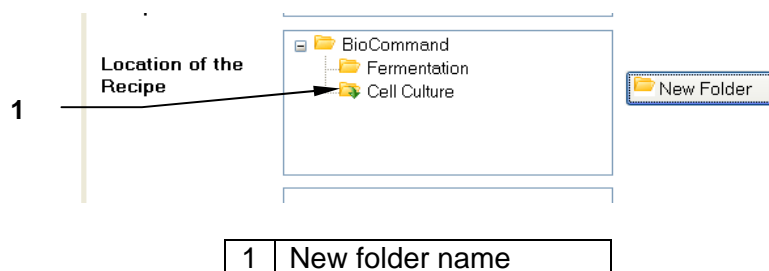 BioCommand
Location of the
Recipe
Fermentation
Cell Culture
New Folder
1
1 New folder name